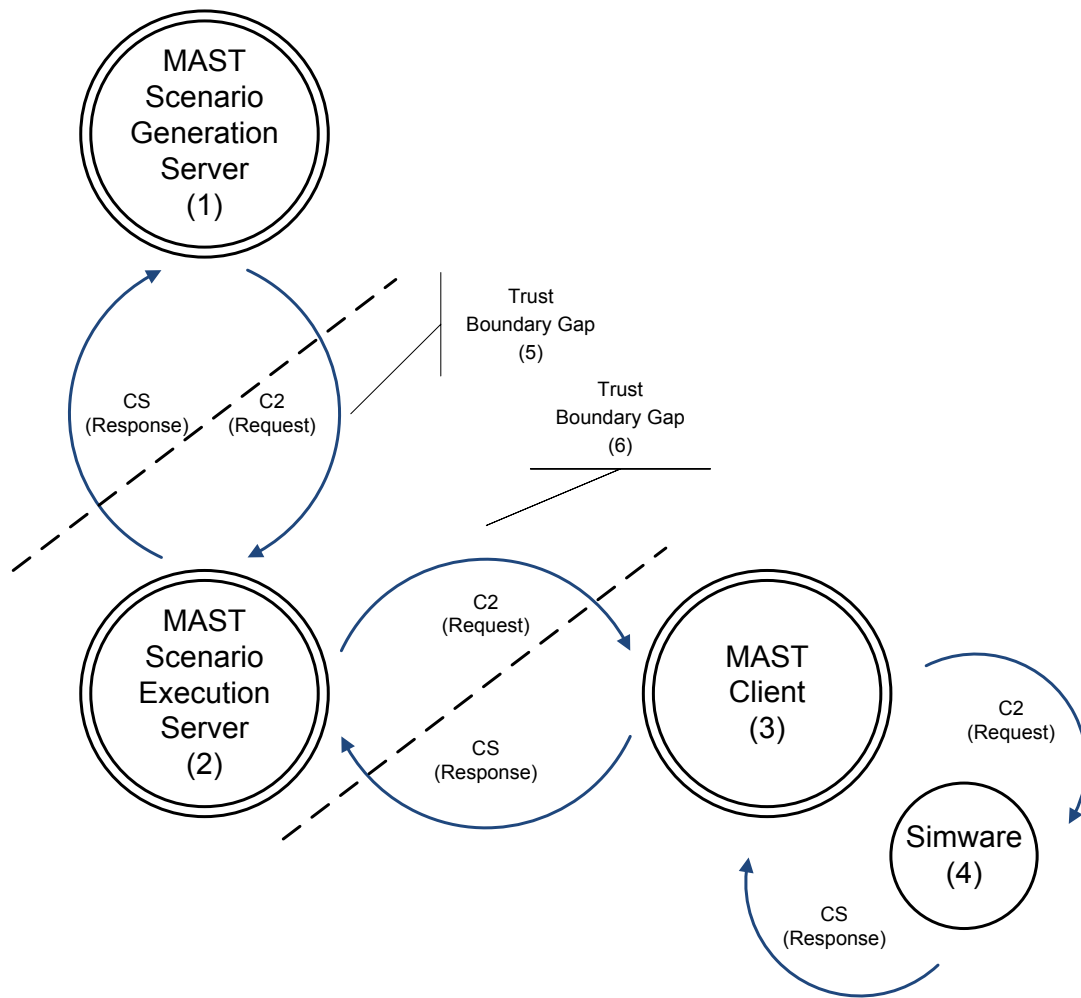 MAST
Scenario
Generation
Server
(1)
Trust
Boundary Gap
(5)
CS
(Response)
C2
(Request)
Trust
Boundary Gap
(6)
MAST
Scenario
Execution
Server
(2)
C2
(Request)
CS
(Response)
MAST
Client
(3)
C2
(Request)
Simware
(4)
CS
(Response)